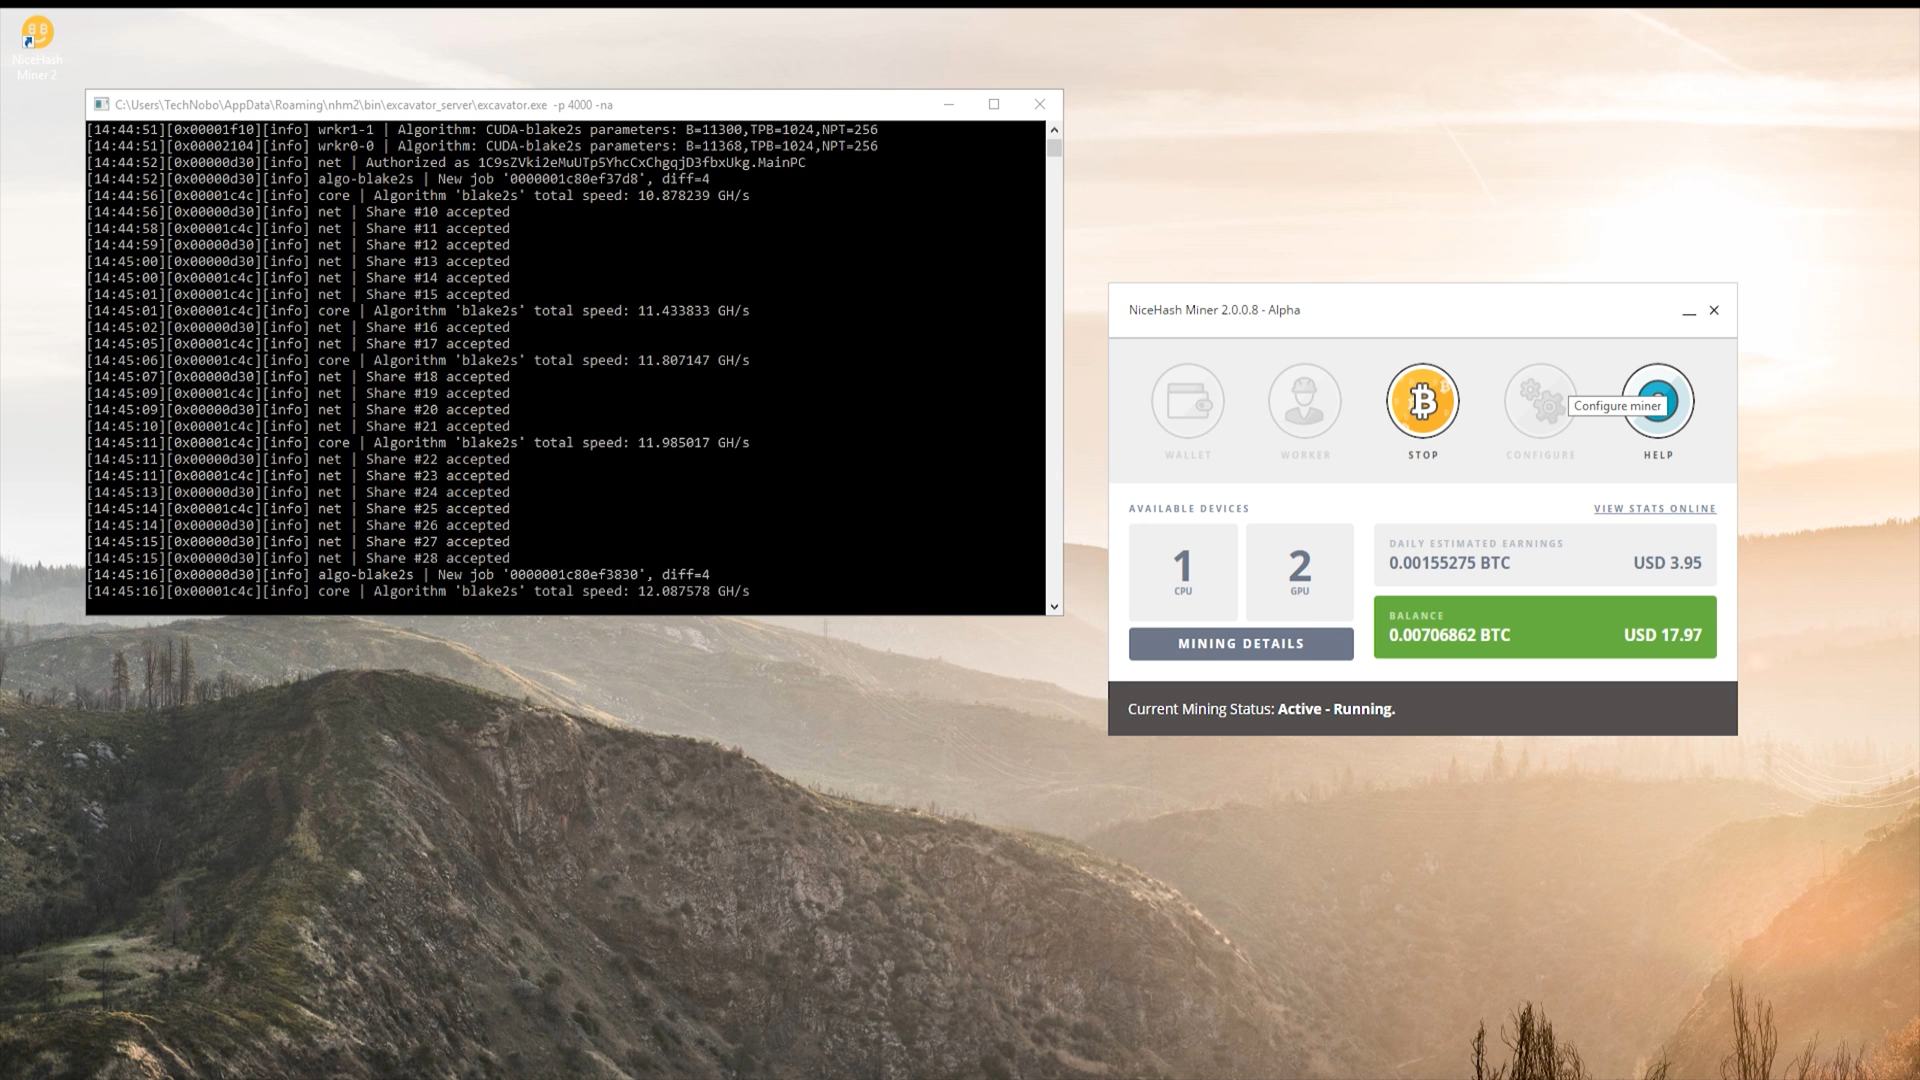 NiceHash
Miner 2
C:\Users\TechNobo\AppData\Roaming\nhm2\bin\excavator_server\excavator.exe -p 4000 -na
[14:44:51][0x00001f10][info] wrkr1-1 | Algorithm: CUDA-blake2s parameters: B=11300,TPB=1024,NPT=256
[14:44:51][0x00002104][info] wrkr0-0 | Algorithm: CUDA-blake2s parameters: B=11368,TPB=1024,NPT=256
[14:44:52][0x00000d30][info] net | Authorized as 1C9sZVki2eMuUTp5YhcCxChgqjD3fbxUkg.MainPC
[14:44:52][0x00000d30][info] algo-blake2s | New job '0000001c80ef37d8', diff=4
[14:44:56][0x00001c4c][info] core | Algorithm 'blake2s' total speed: 10.878239 GH/s
[14:44:56][0x00000d30][info] net | Share #10 accepted
[14:44:58][0x00001c4c][info] net | Share #11 accepted
[14:44:59][0x00000d30][info] net | Share #12 accepted
[14:45:00][0x00000d30][info] net | Share #13 accepted
[14:45:00][0x00001c4c][info] net | Share #14 accepted
[14:45:01][0x00001c4c][info] net | Share #15 accepted
[14:45:01][0x00001c4c][info] core | Algorithm 'blake2s' total speed: 11.433833 GH/s
[14:45:02][0x00000d30][info] net | Share #16 accepted
[14:45:05][0x00001c4c][info] net | Share #17 accepted
[14:45:06][0x00001c4c][info] core | Algorithm 'blake2s' total speed: 11.807147 GH/s
[14:45:07][0x00000d30][info] net | Share #18 accepted
[14:45:09][0x00001c4c][info] net | Share #19 accepted
[14:45:09][0x00000d30][info] net | Share #20 accepted
[14:45:10][0x00001c4c][info] net | Share #21 accepted
[14:45:11][0x00001c4c][info] core | Algorithm 'blake2s' total speed: 11.985017 GH/s
[14:45:11][0x00000d30][info] net | Share #22 accepted
[14:45:11][0x00001c4c][info] net | Share #23 accepted
[14:45:13][0x00000d30][info] net | Share #24 accepted
[14:45:14][0x00001c4c][info] net | Share #25 accepted
[14:45:14][0x00000d30][info] net | Share #26 accepted
[14:45:15][0x00000d30][info] net | Share #27 accepted
[14:45:15][0x00000d30][info] net | Share #28 accepted
[14:45:16][0x00000d30][info] algo-blake2s | New job '0000001c80ef3830', diff=4
[14:45:16][0x00001c4c][info] core | Algorithm 'blake2s' total speed: 12.087578 GH/s
NiceHash Miner 2.0.0.8 - Alpha
Configure miner
WALLET WORKER STOP CONFIGURE HELP
AVAILABLE DEVICES
VIEW STATS ONLINE
1
CPU
2
GPU
MINING DETAILS
DAILY ESTIMATED EARNINGS
0.00155275 BTC USD 3.95
BALANCE
0.00706862 BTC USD 17.97
Current Mining Status: Active - Running.